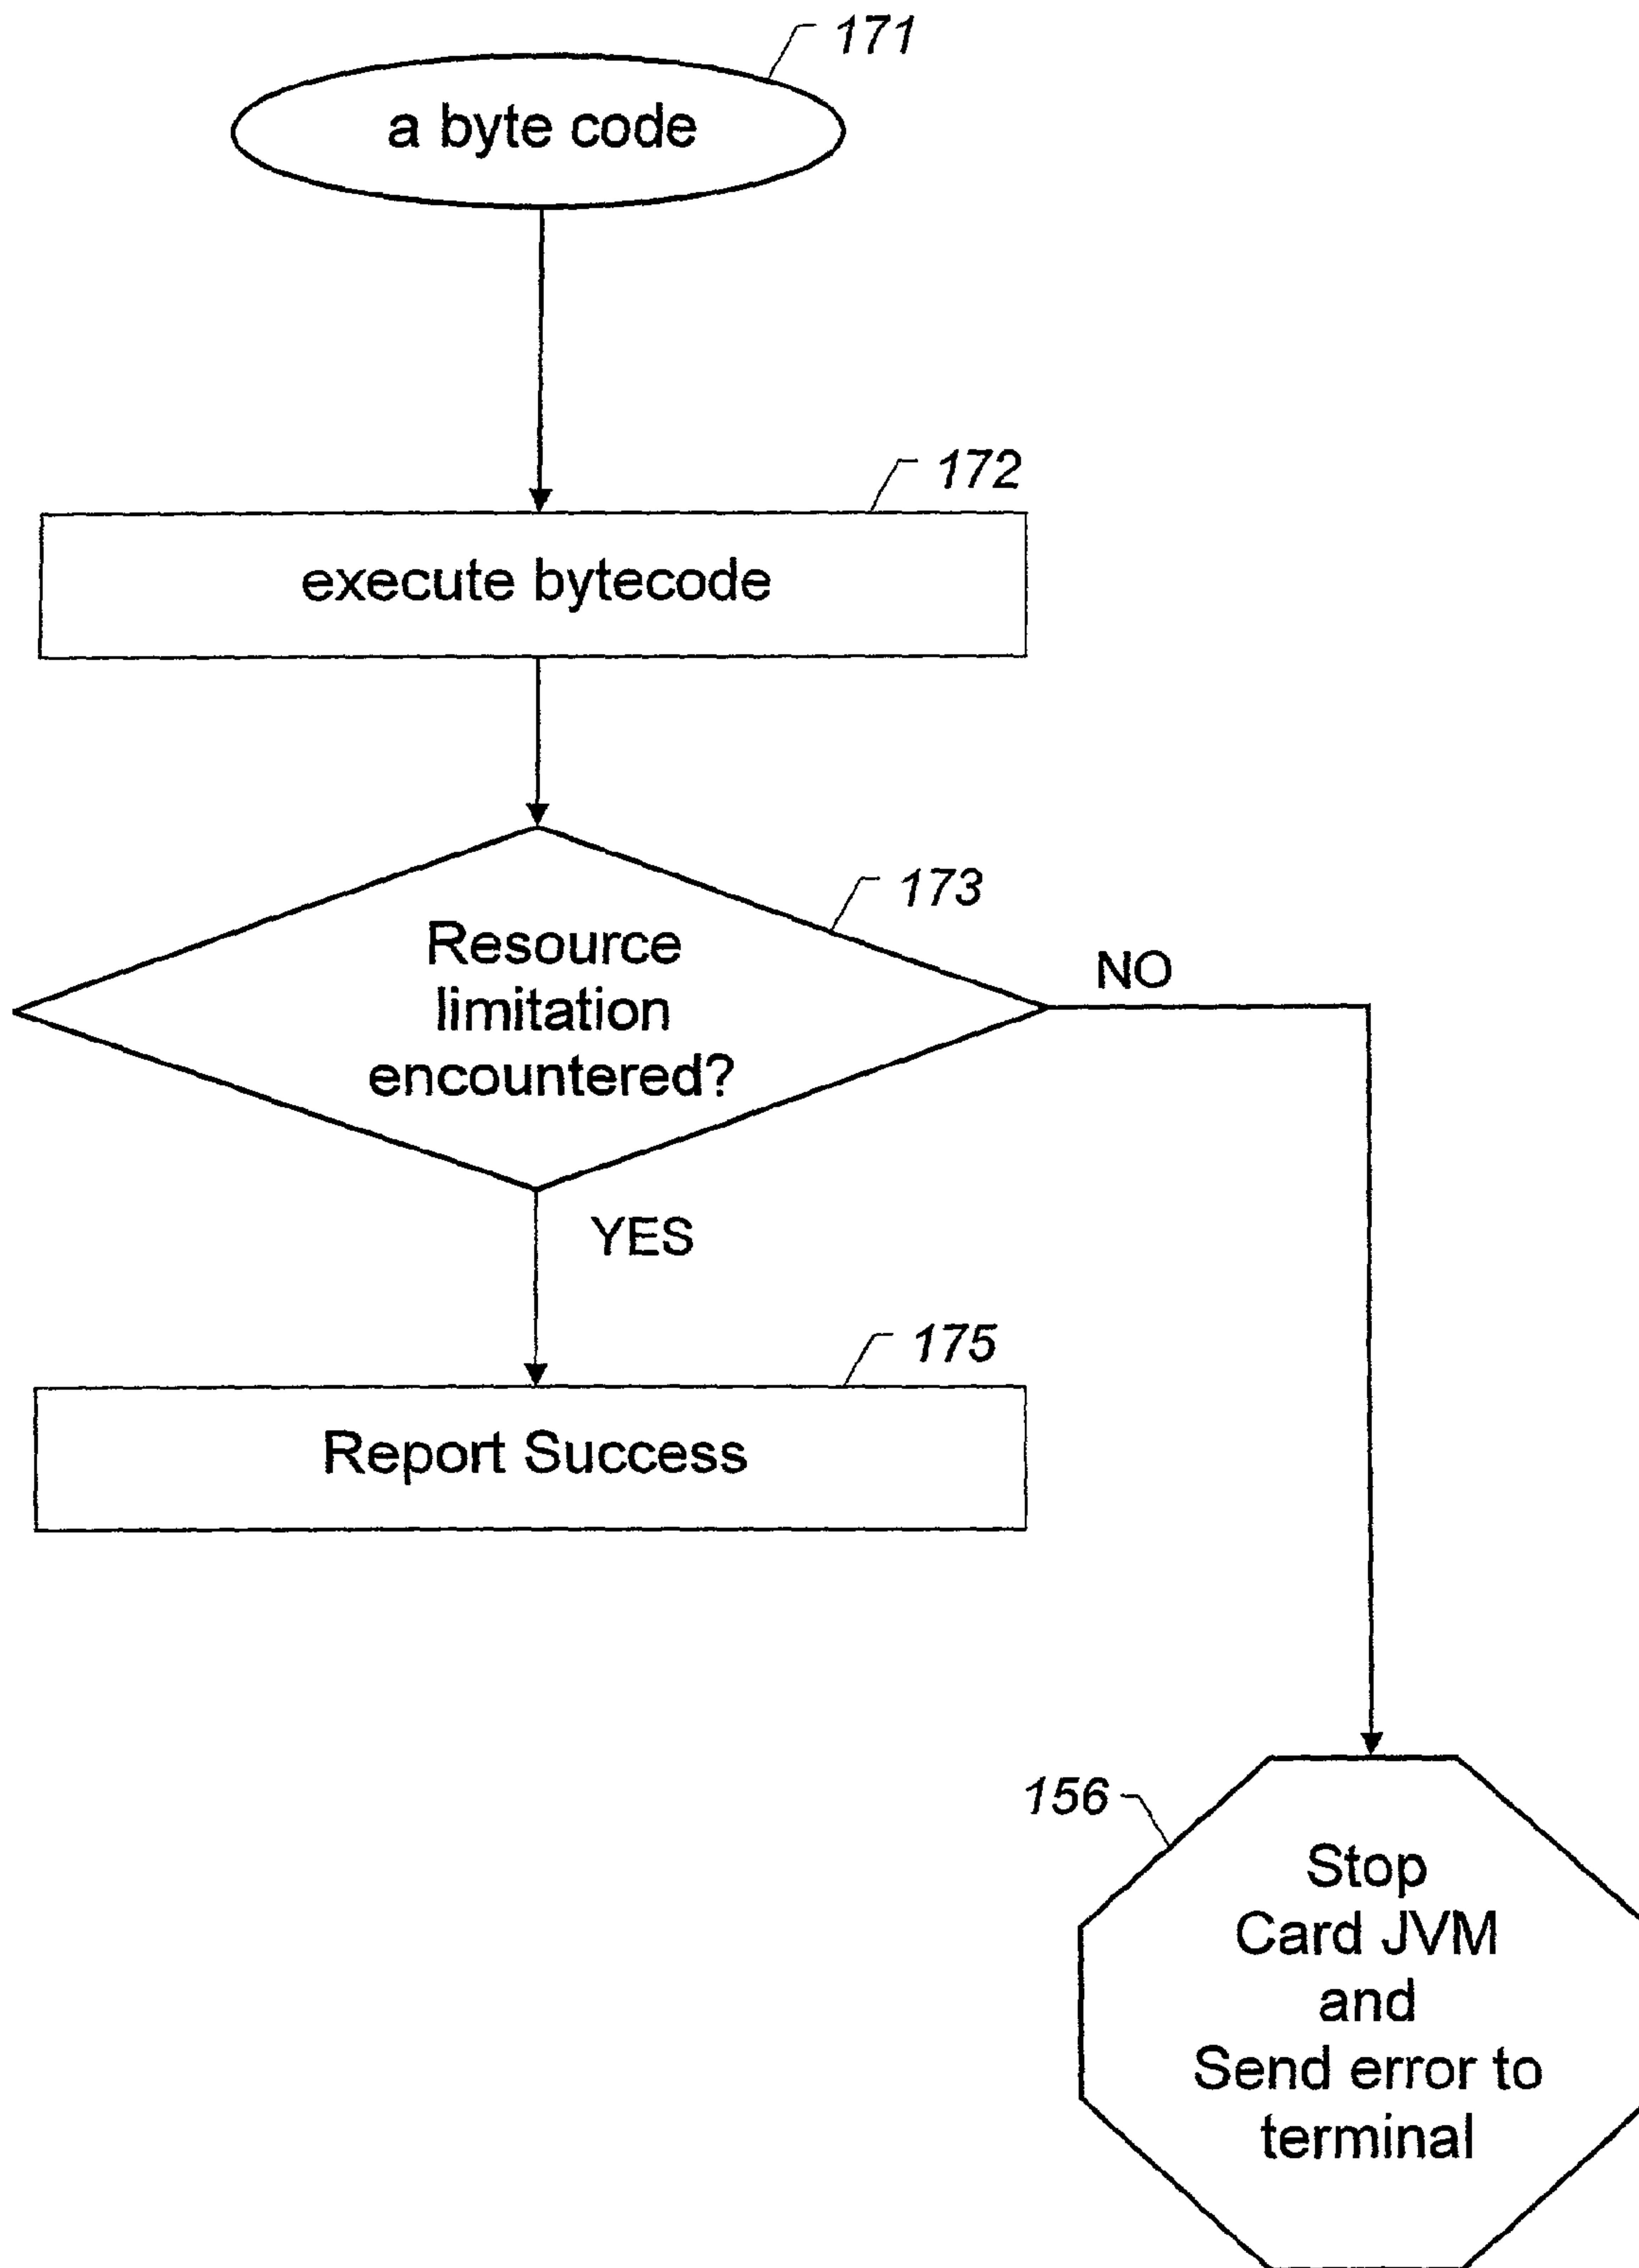 171
a byte code
172
execute bytecode
173
Resource
limitation
encountered?
NO
YES
175
Report Success
156
Stop
Card JVM
and
Send error to
terminal